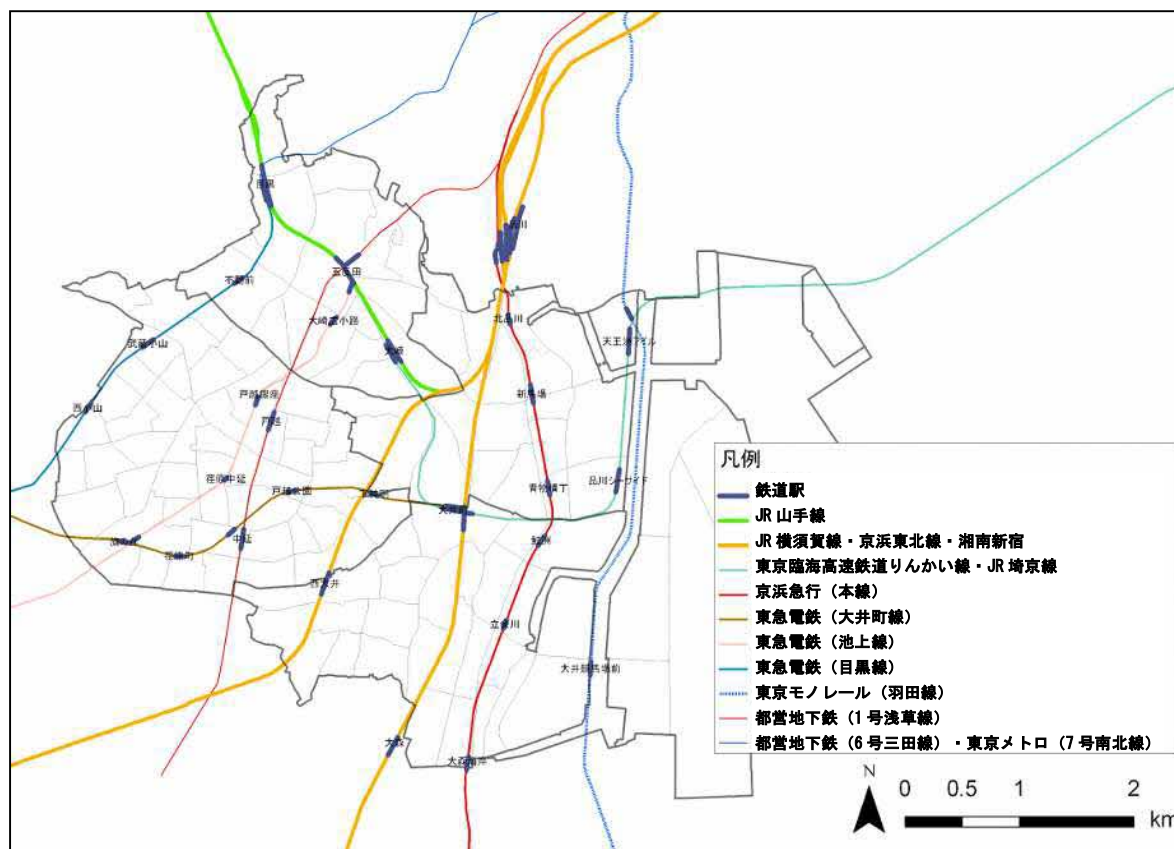 目黒
品川
五反田
不動前
大崎広小路
北品川
武蔵小山
大崎
天王洲アイル
戸越銀座
新馬場
西小山
戸越
荏原中延
戸越公園
下神明
青物横丁
品川シーサイド
大井町
旗の台
荏原町
中延
鮫洲
西大井
立会川
大井競馬場前
大森
大森海岸
凡例
鉄道駅
JR 山手線
JR 横須賀線・京浜東北線・湘南新宿
東京臨海高速鉄道りんかい線・JR 埼京線
京浜急行（本線）
東急電鉄（大井町線）
東急電鉄（池上線）
東急電鉄（目黒線）
東京モノレール（羽田線）
都営地下鉄（1 号浅草線）
都営地下鉄（6 号三田線）・東京メトロ（7 号南北線）
N
0 0.5 1 2
km